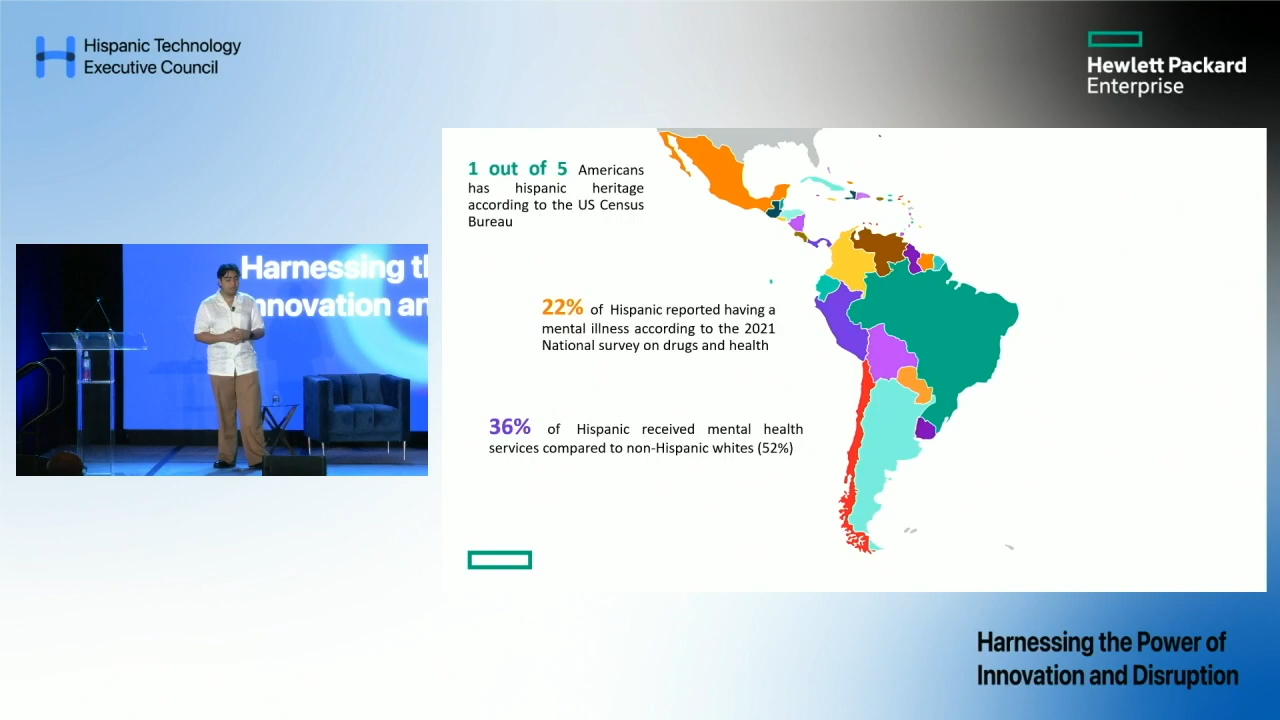 Hispanic Technology
Executive Council
Hewlett Packard
Enterprise
1 out of 5 Americans
has hispanic heritage
according to the US Census
Bureau
22% of Hispanic reported having a
mental illness according to the 2021
National survey on drugs and health
36% of Hispanic received mental health
services compared to non-Hispanic whites (52%)
Harnessing t
nnovation an
Harnessing the Power of
Innovation and Disruption